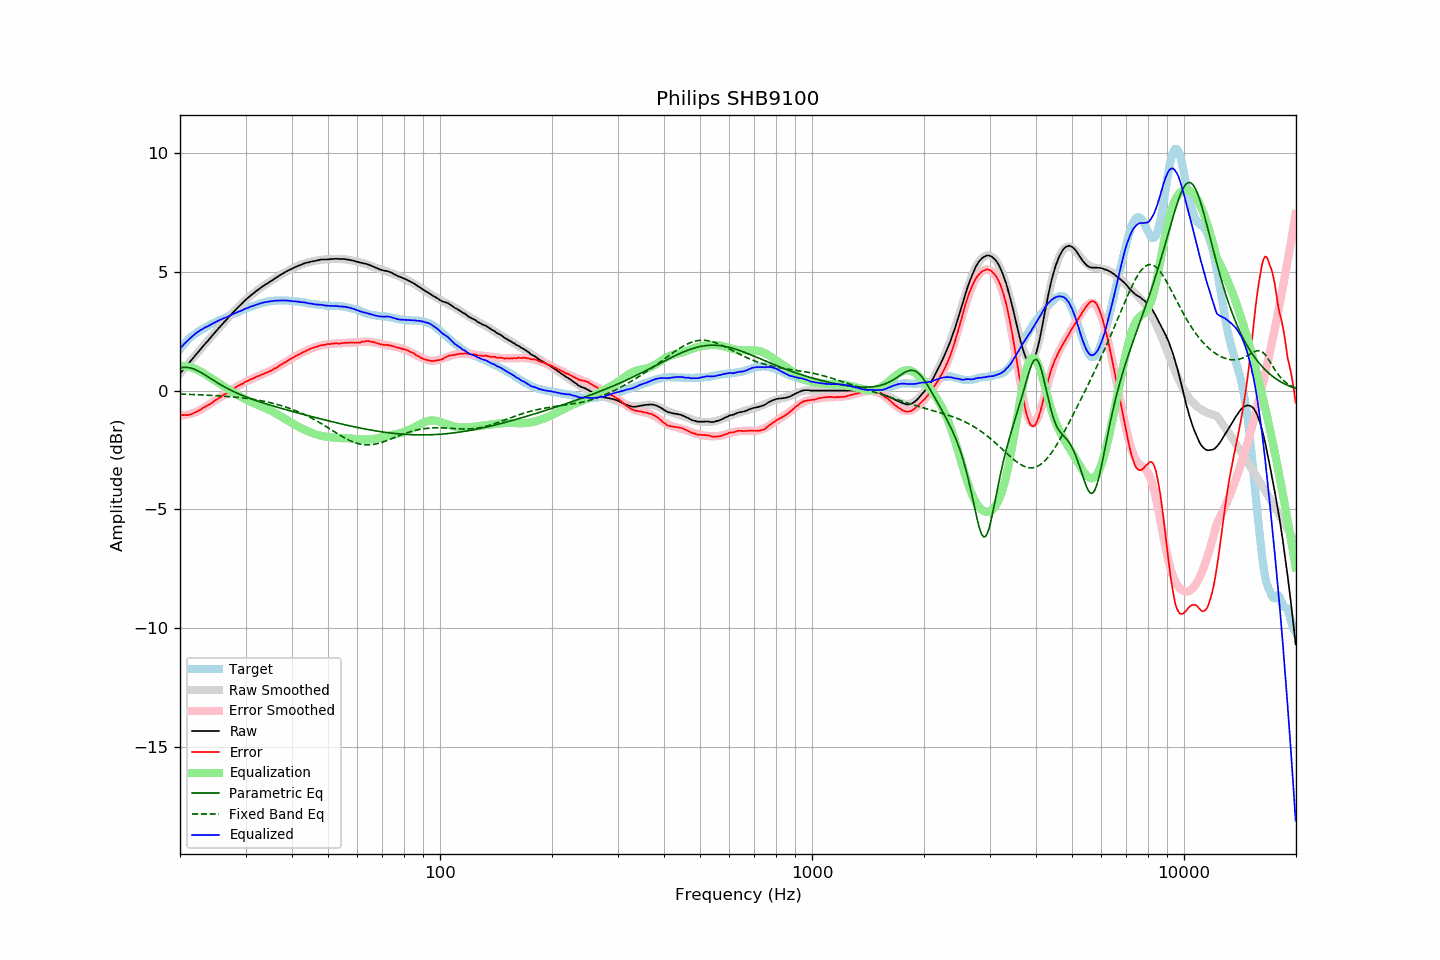 Philips SHB9100
Amplitude (dBr)
10
5
0
−5
−10
−15
Target
Raw Smoothed
Error Smoothed
Raw
Error
Equalization
Parametric Eq
Fixed Band Eq
Equalized
100 1000 10000
Frequency (Hz)